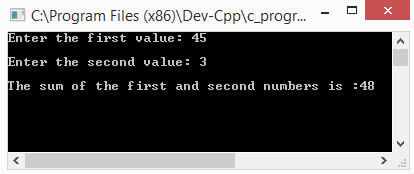 C:\Program Files (x86)\Dev-Cpp\c_progr...
Enter the first value: 45
Enter the second value: 3
The sum of the first and second numbers is :48